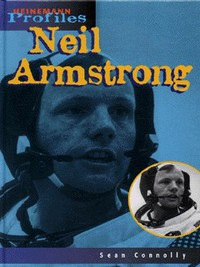 HEINEMANN
Profiles
Neil
Armstrong
Sean Connolly